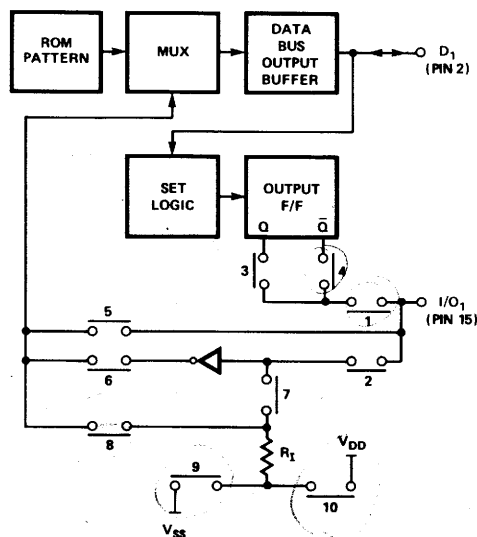 ROM
PATTERN
MUX
DATA
BUS
OUTPUT
BUFFER
D1
(PIN 2)
SET
LOGIC
OUTPUT
F/F
Q
Q̅
3
4
1
I/O1
(PIN 15)
5
6
2
7
8
RI
VDD
9
10
VSS